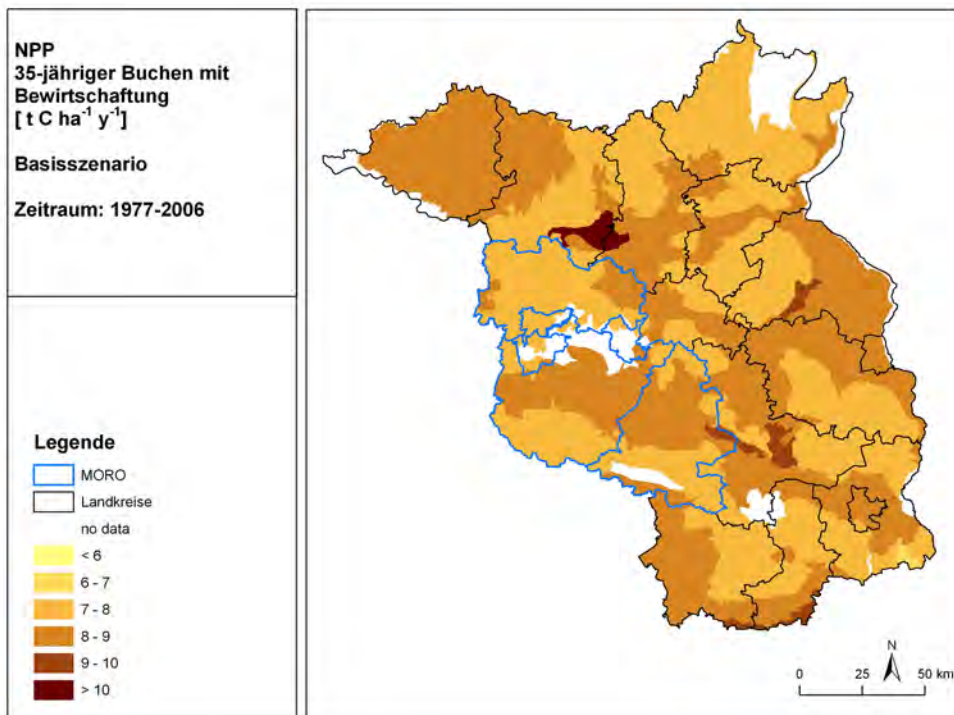 NPP
35-jähriger Buchen mit
Bewirtschaftung
[ t C ha⁻¹ y⁻¹]
Basisszenario
Zeitraum: 1977-2006
Legende
MORO
Landkreise
no data
< 6
6 - 7
7 - 8
8 - 9
9 - 10
> 10
N
0 25 50 km